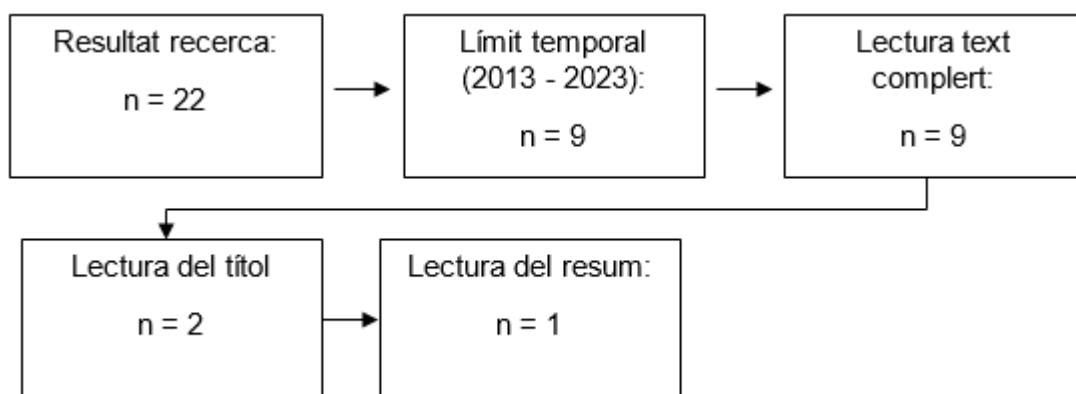 Resultat recerca:
n = 22
Límit temporal
(2013 - 2023):
n = 9
Lectura text
complert:
n = 9
Lectura del títol
n = 2
Lectura del resum:
n = 1